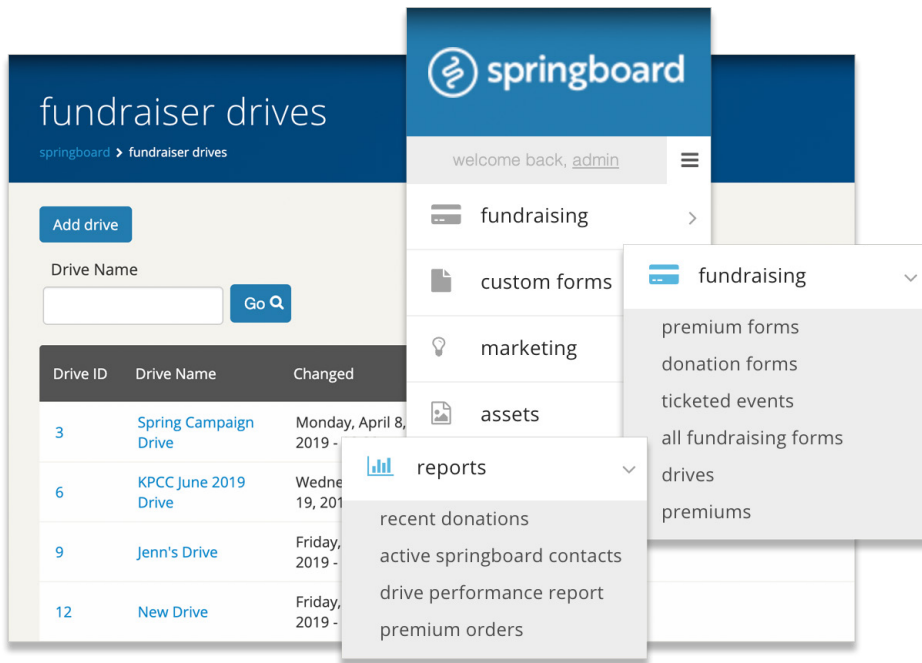 fundraiser drives
springboard > fundraiser drives
Add drive
Drive Name
Go
Drive ID Drive Name Changed
3 Spring Campaign Monday, April 8,
Drive 2019 -
6 KPCC June 2019
Drive
9 Jenn's Drive Friday,
2019 -
12 New Drive Friday,
2019 -
springboard
welcome back, admin
fundraising
custom forms
marketing
assets
reports
recent donations
active springboard contacts
drive performance report
premium orders
fundraising
premium forms
donation forms
ticketed events
all fundraising forms
drives
premiums